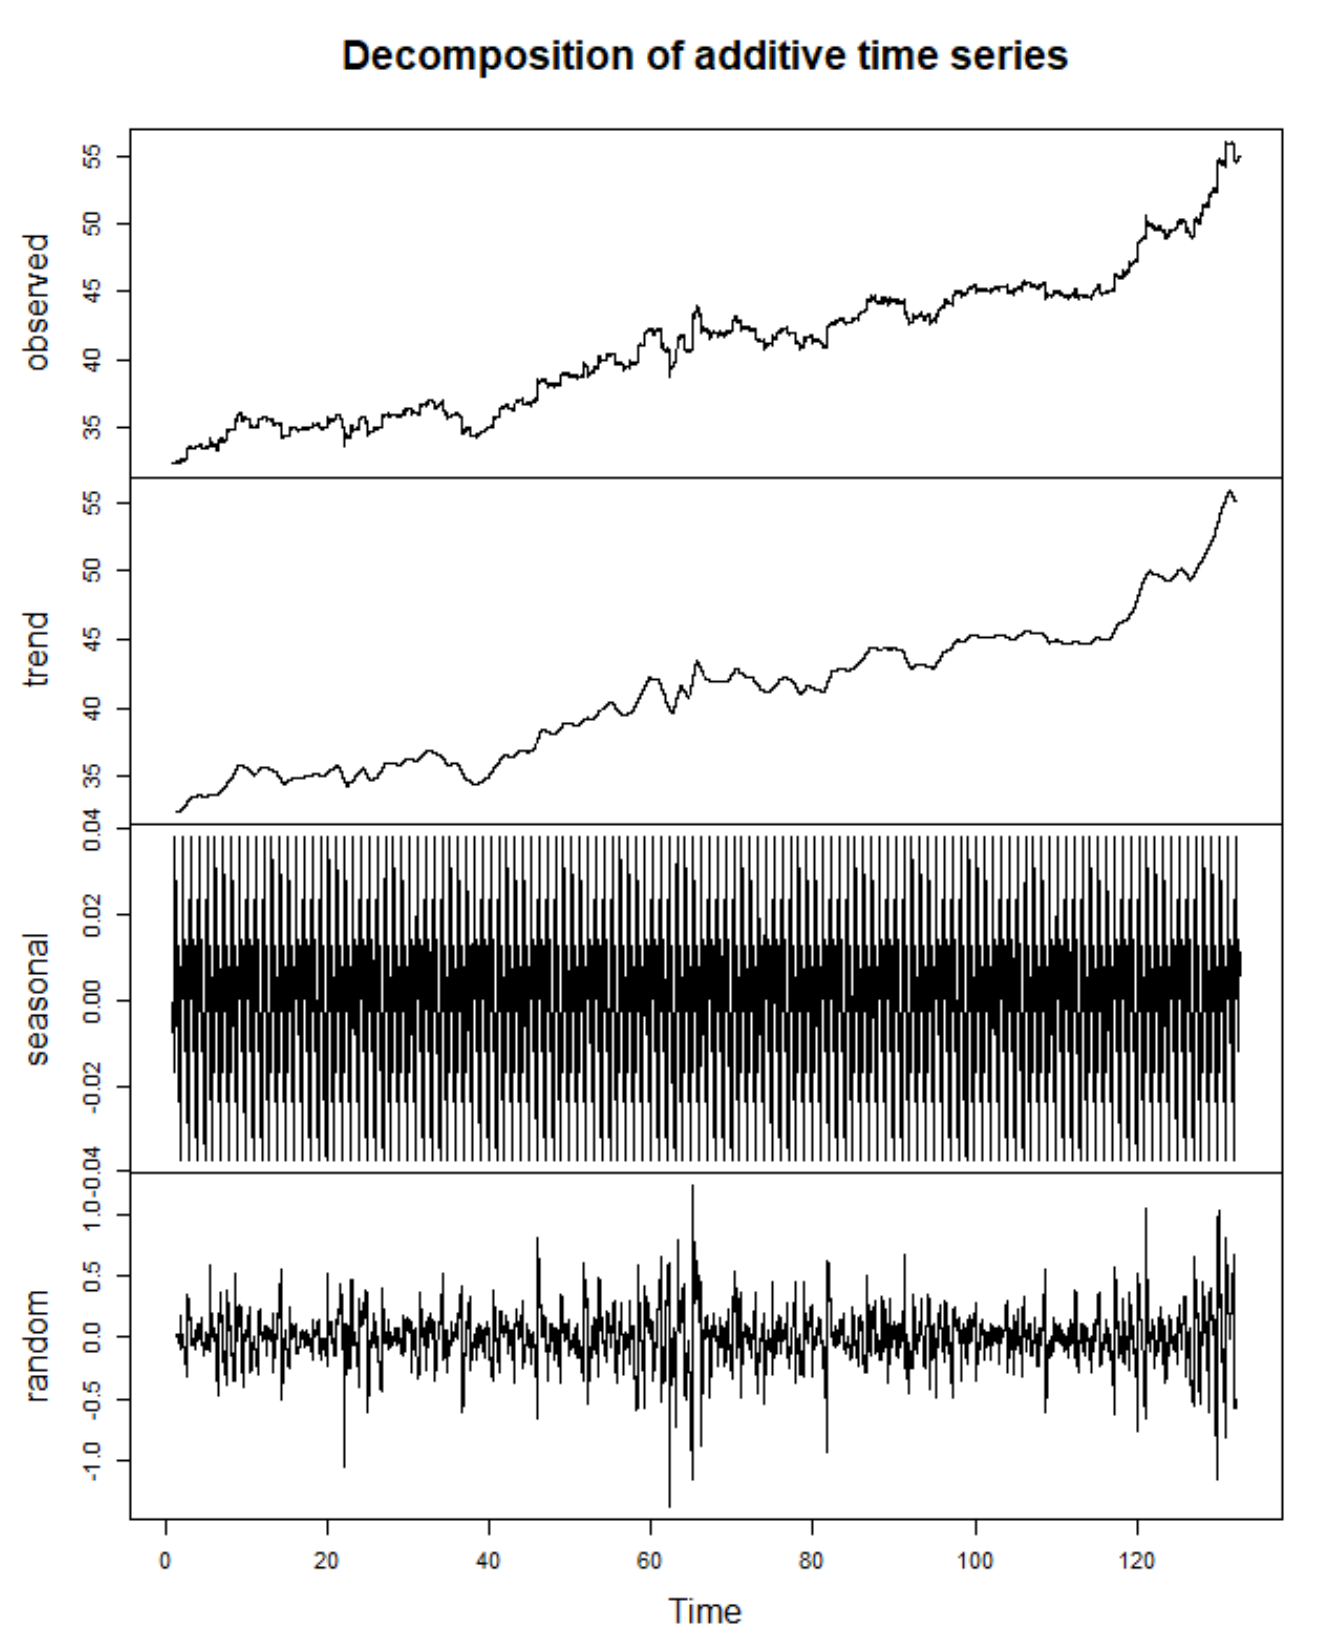 Decomposition of additive time series
observed
55
50
45
40
35
trend
55
50
45
40
35
seasonal
0.04
0.02
0.00
-0.02
-0.04
random
1.0
0.5
0.0
-0.5
-1.0
0 20 40 60 80 100 120
Time